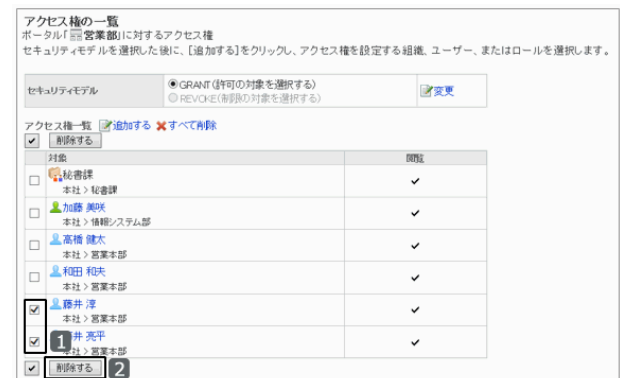 アクセス権の一覧
ポータル「営業部」に対するアクセス権
セキュリティモデルを選択した後に、[追加する]をクリックし、アクセス権を設定する組織、ユーザー、またはロールを選択します。
セキュリティモデル
GRANT(許可の対象を選択する)
REVOKE(制限の対象を選択する)
変更
アクセス権一覧 追加する すべて削除
削除する
対象 閲覧
秘書課
本社 > 秘書課
加藤 美咲
本社 > 情報システム部
高橋 健太
本社 > 営業本部
和田 和夫
本社 > 営業本部
藤井 淳
本社 > 営業本部
1 井 亮平
本社 > 営業本部
削除する 2